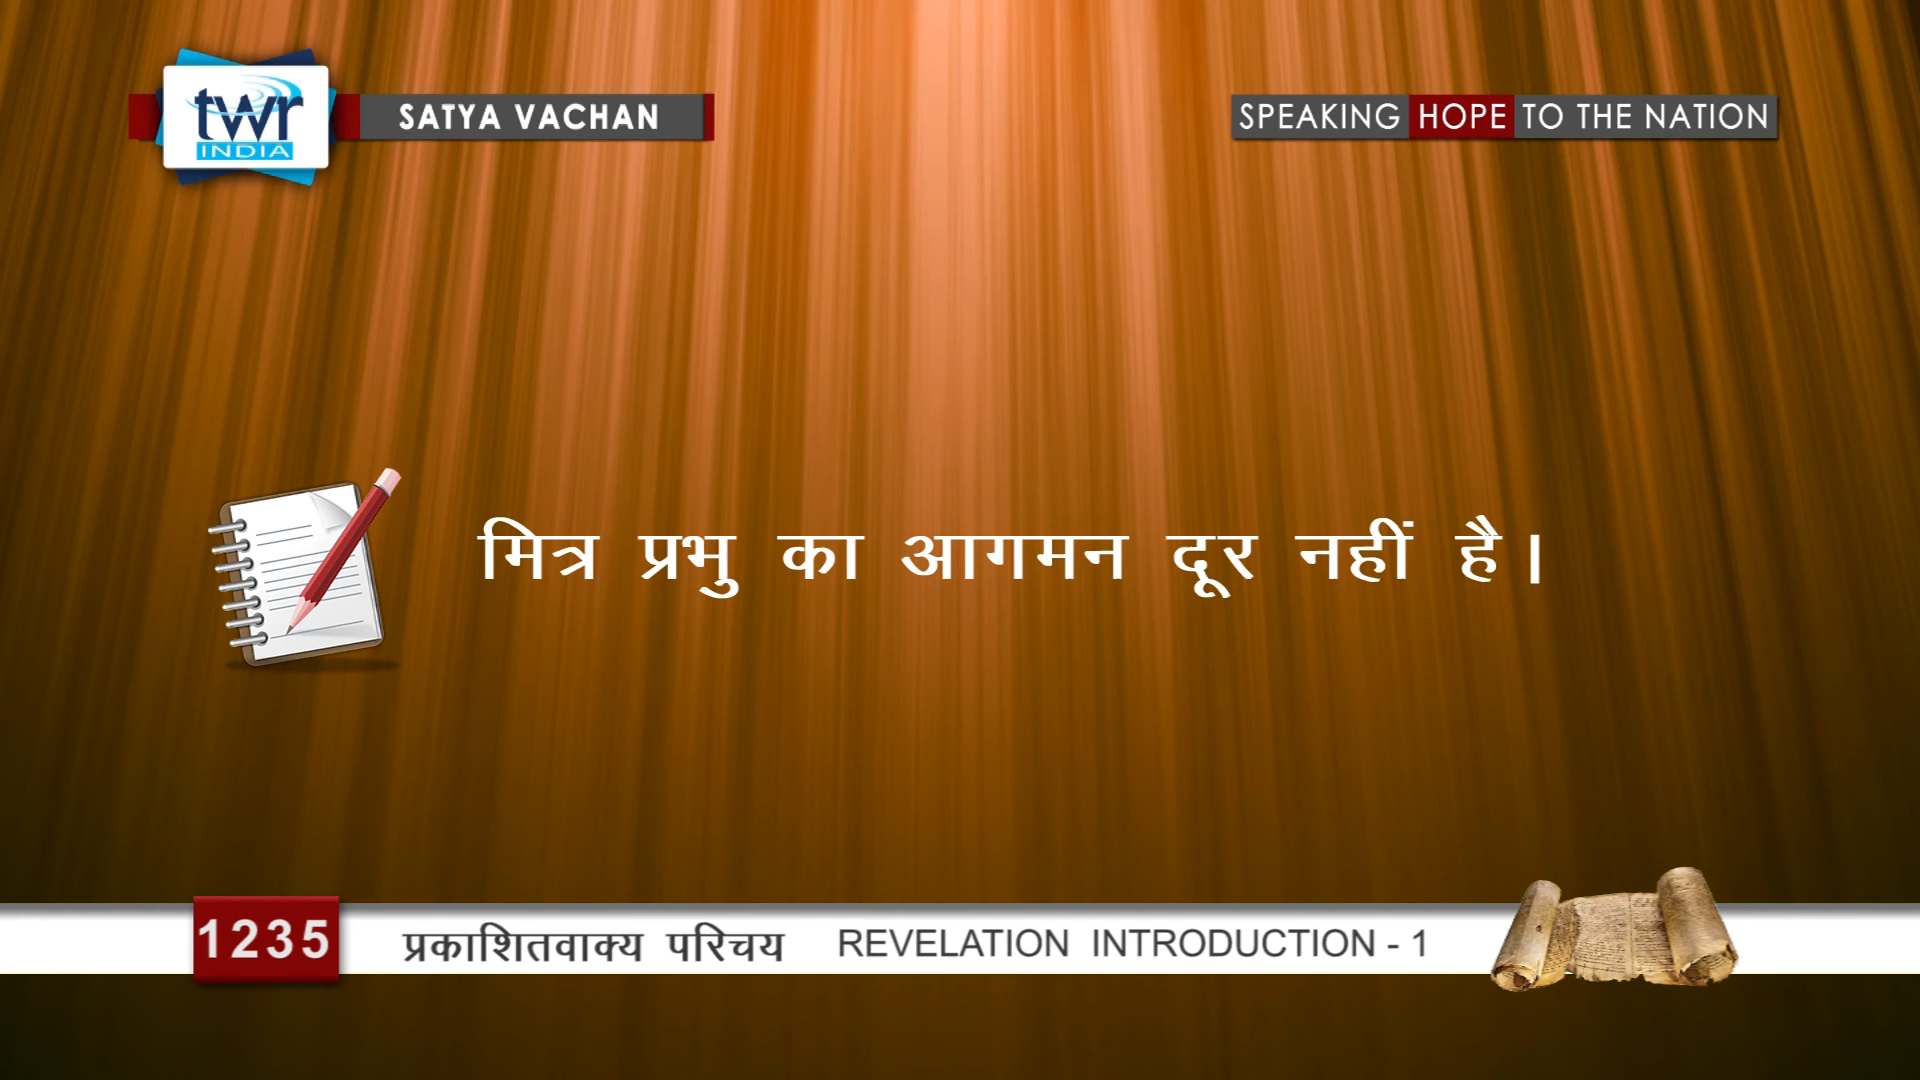 twr
INDIA
SATYA VACHAN
SPEAKING HOPE TO THE NATION
मित्र प्रभु का आगमन दूर नहीं है।
1235
प्रकाशितवाक्य परिचय REVELATION INTRODUCTION - 1